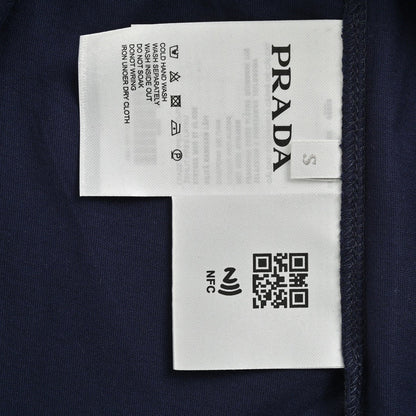 PRADA
S
COLD HAND WASH
WASH SEPARATELY
WASH INSIDE OUT
DO NOT SOAK
DO NOT WRING
IRON UNDER DRY CLOTH
NFC